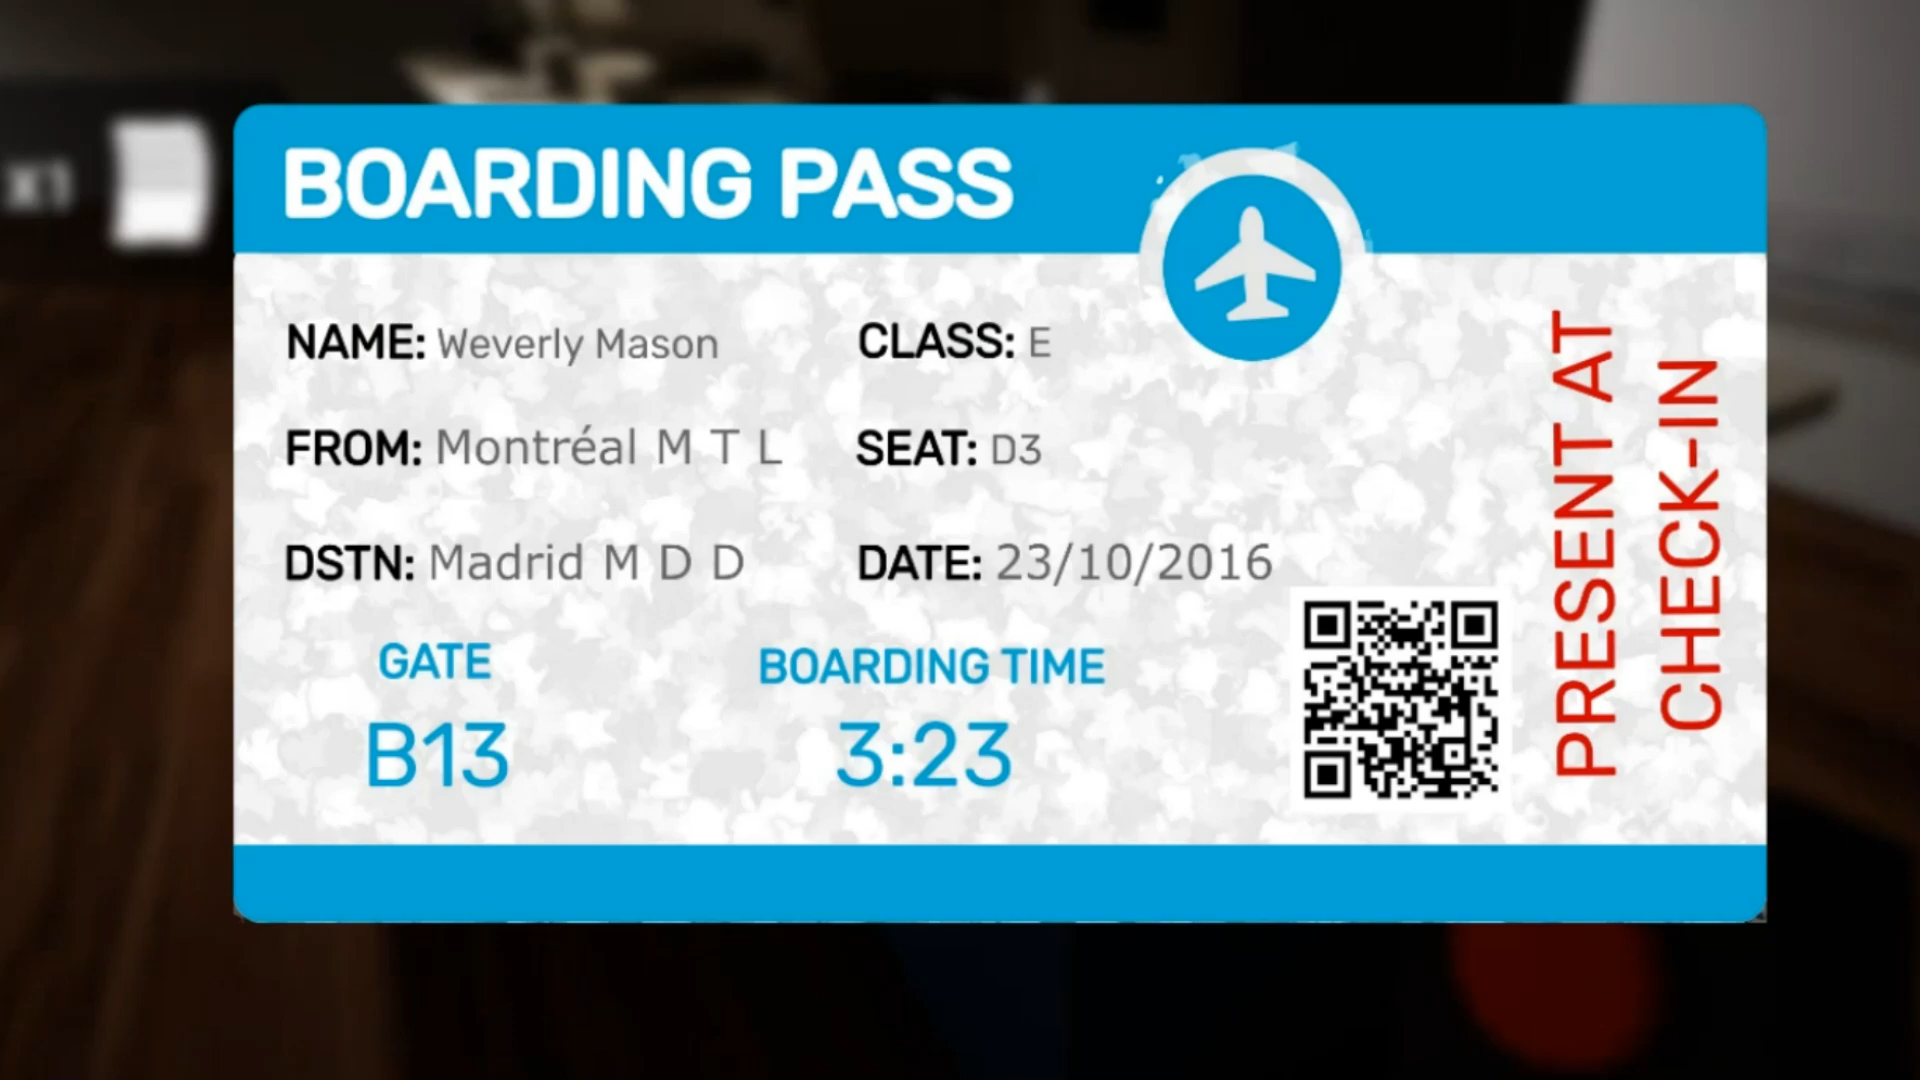 x1
BOARDING PASS
NAME: Weverly Mason
CLASS: E
FROM: Montréal M T L
SEAT: D3
DSTN: Madrid M D D
DATE: 23/10/2016
GATE
BOARDING TIME
B13
3:23
PRESENT AT
CHECK-IN